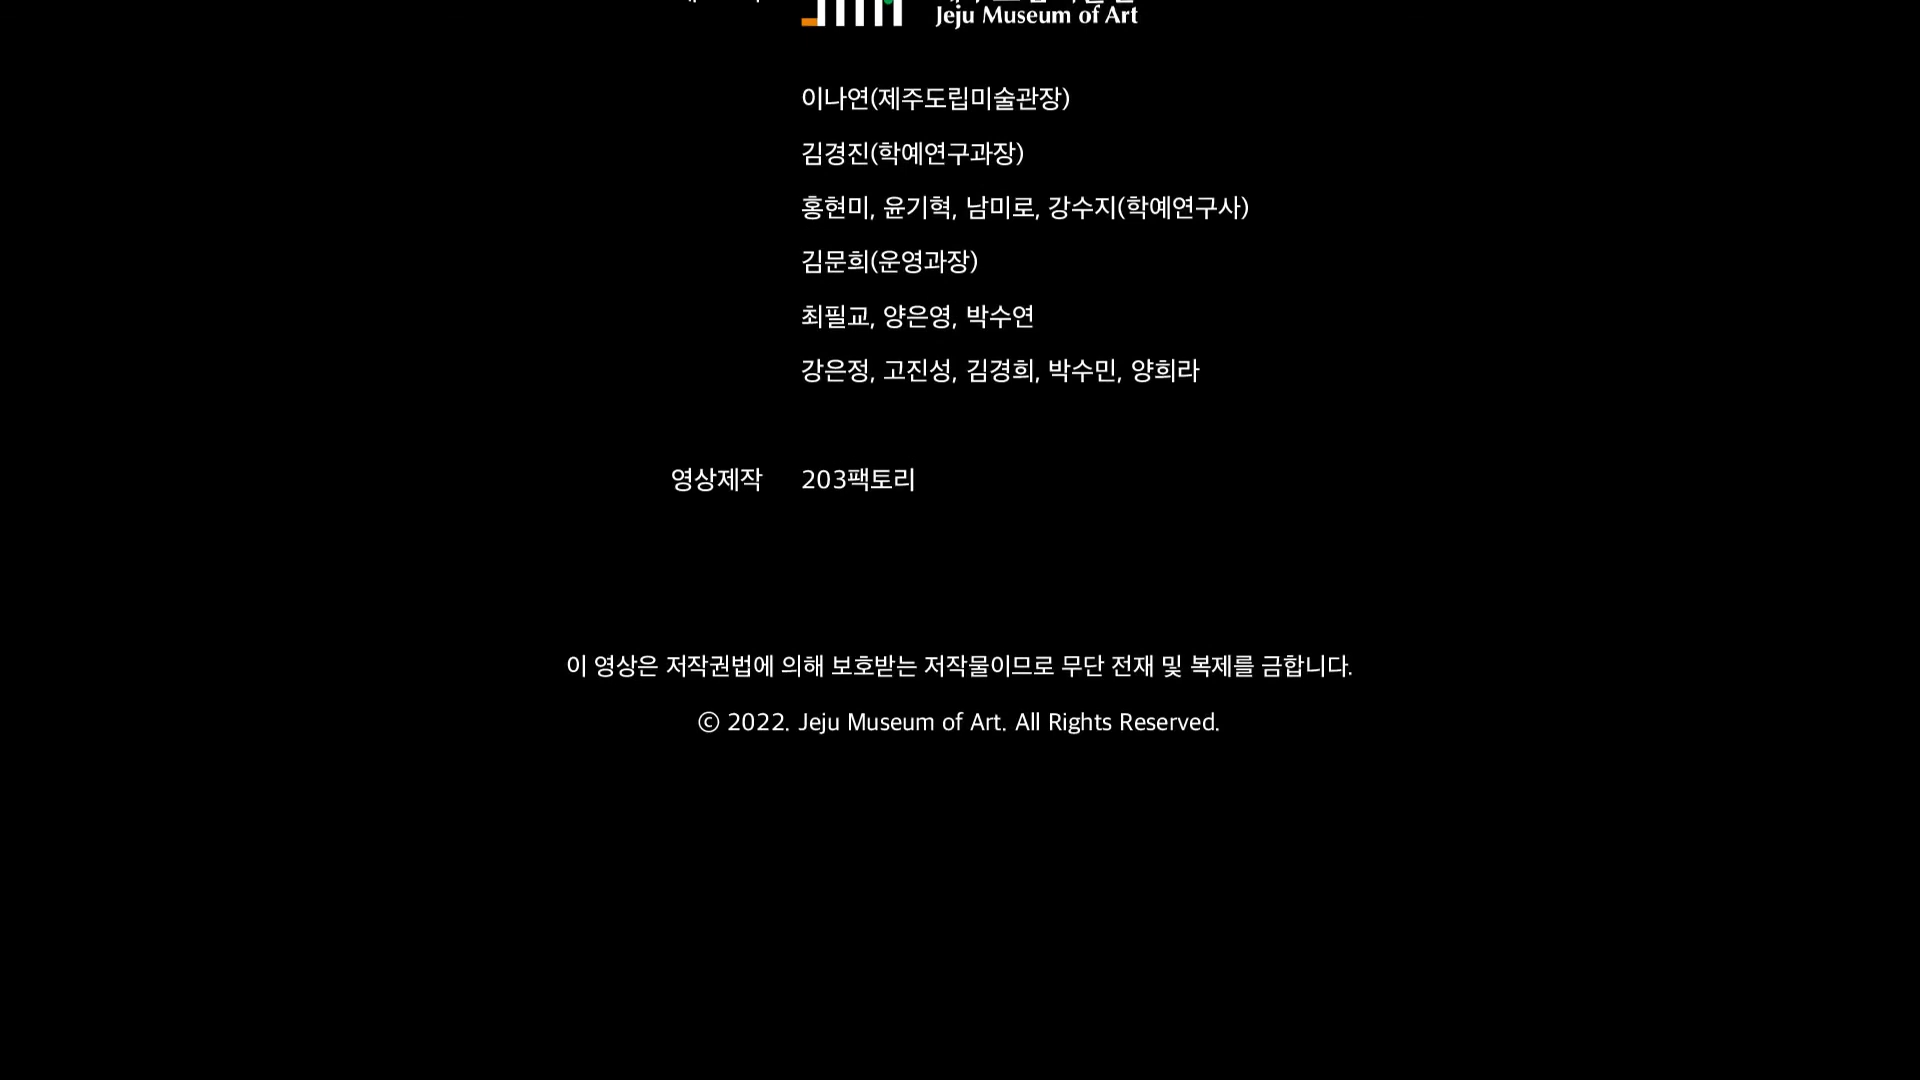 Jeju Museum of Art
이나연(제주도립미술관장)
김경진(학예연구과장)
홍현미, 윤기혁, 남미로, 강수지(학예연구사)
김문희(운영과장)
최필교, 양은영, 박수연
강은정, 고진성, 김경희, 박수민, 양희라
영상제작 203팩토리
이 영상은 저작권법에 의해 보호받는 저작물이므로 무단 전재 및 복제를 금합니다.
ⓒ 2022. Jeju Museum of Art. All Rights Reserved.